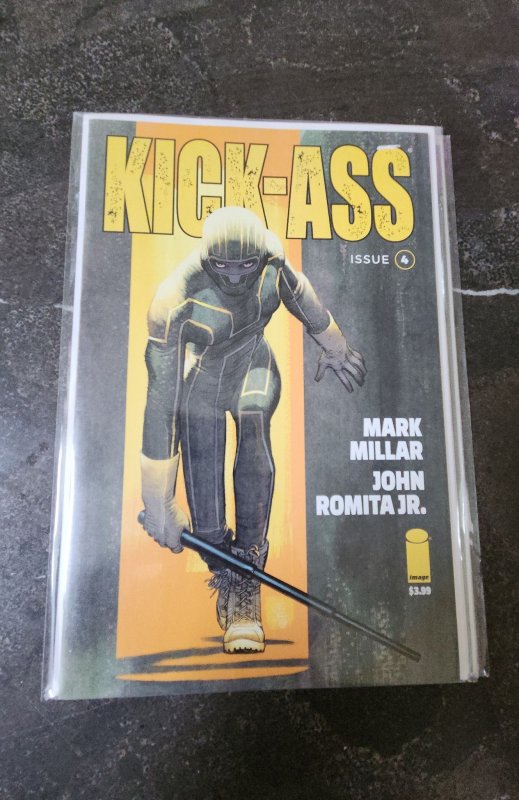 KICK-ASS
ISSUE 4
MARK
MILLAR
JOHN
ROMITA JR.
image
$3.99